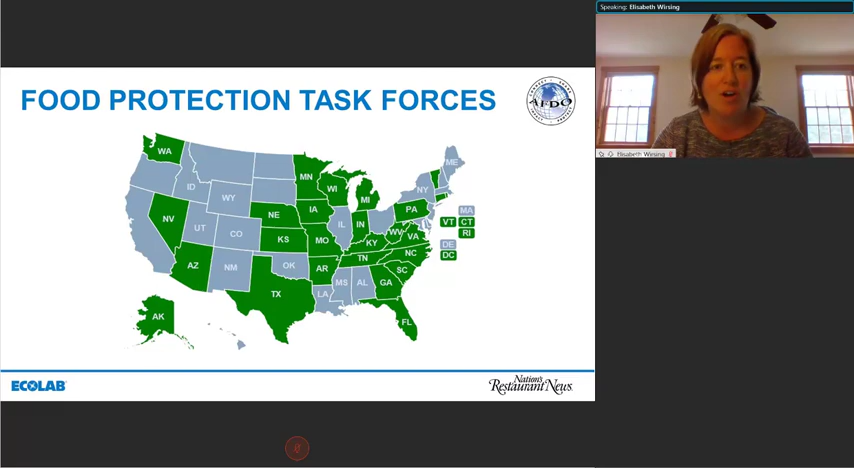 Speaking: Elisabeth Wirsing
FOOD PROTECTION TASK FORCES
AFDO
WA
ME
MN
ID
WI
NY
WY
MI
MA
IA
PA
NV
NE
VT
CT
UT
IL
IN
RI
CO
WV
VA
KS
MO
KY
DE
NC
DC
AZ
TN
NM
OK
AR
SC
MS
AL
GA
TX
LA
AK
FL
Elisabeth Wirsing
ECOLAB
Nation's
Restaurant News